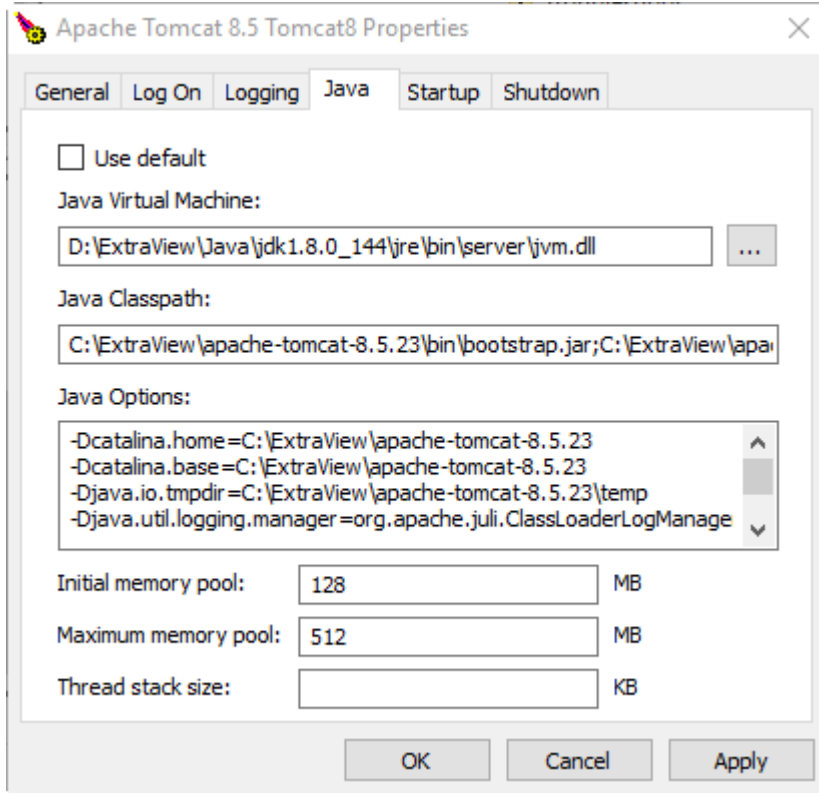 Apache Tomcat 8.5 Tomcat8 Properties
General Log On Logging Java Startup Shutdown
Use default
Java Virtual Machine:
D:\ExtraView\Java\jdk1.8.0_144\jre\bin\server\jvm.dll ...
Java Classpath:
C:\ExtraView\apache-tomcat-8.5.23\bin\bootstrap.jar;C:\ExtraView\apa
Java Options:
-Dcatalina.home=C:\ExtraView\apache-tomcat-8.5.23
-Dcatalina.base=C:\ExtraView\apache-tomcat-8.5.23
-Djava.io.tmpdir=C:\ExtraView\apache-tomcat-8.5.23\temp
-Djava.util.logging.manager=org.apache.juli.ClassLoaderLogManage
Initial memory pool: 128 MB
Maximum memory pool: 512 MB
Thread stack size: KB
OK Cancel Apply